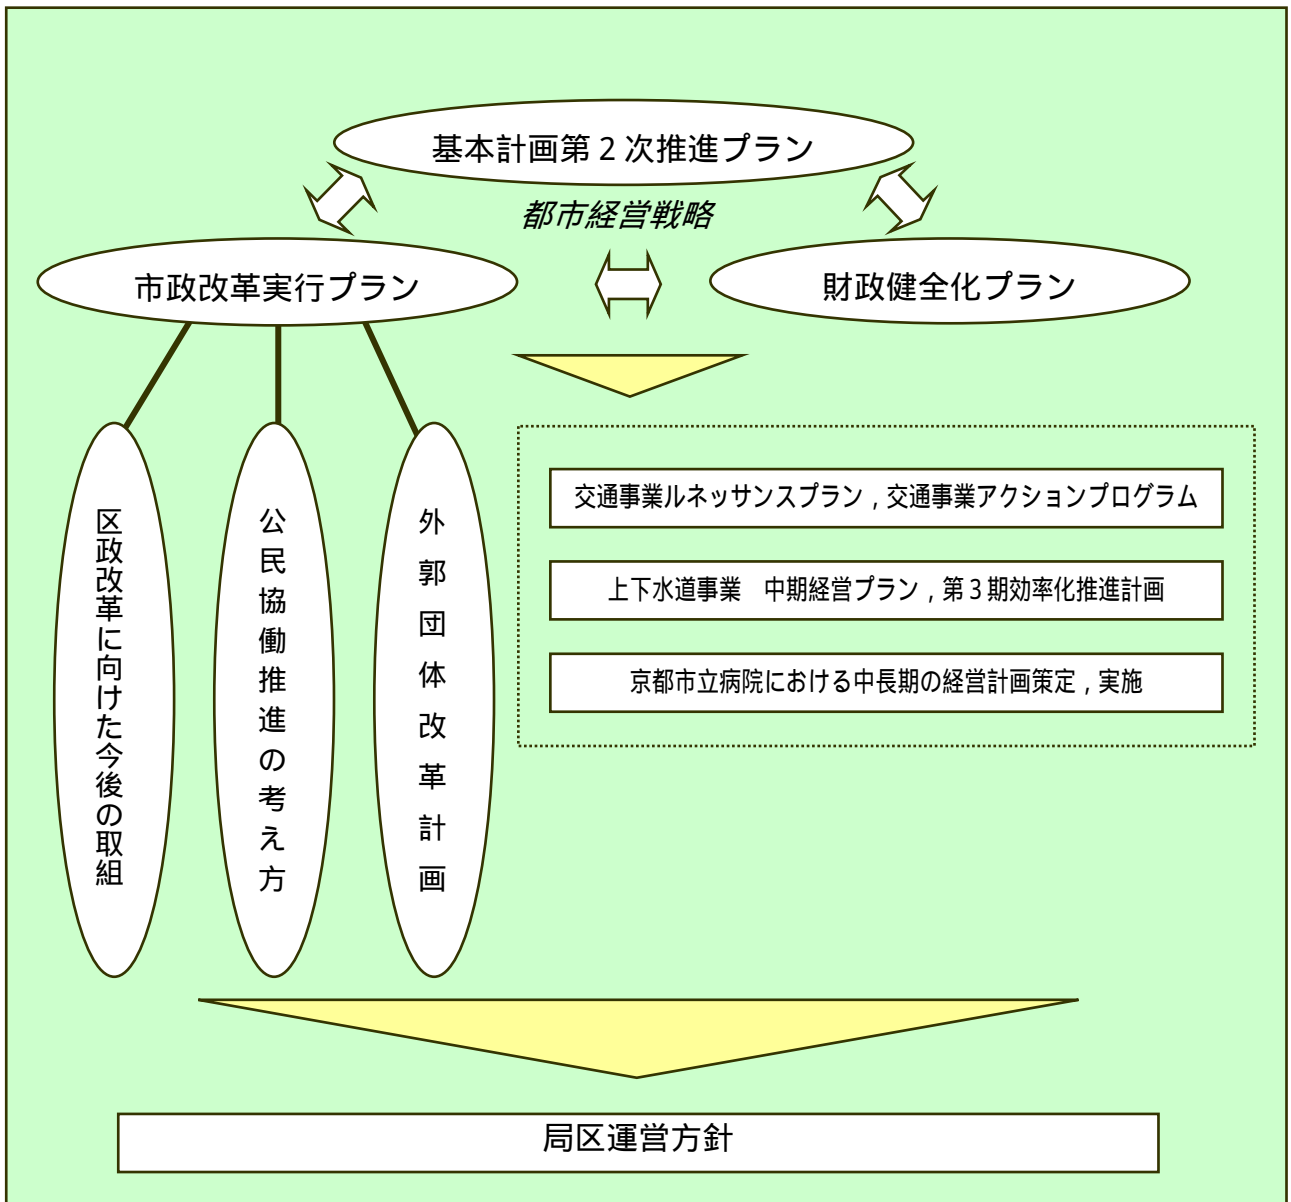 基本計画第２次推進プラン
都市経営戦略
市政改革実行プラン
財政健全化プラン
区政改革に向けた今後の取組
公民協働推進の考え方
外郭団体改革計画
交通事業ルネッサンスプラン，交通事業アクションプログラム
上下水道事業　中期経営プラン，第３期効率化推進計画
京都市立病院における中長期の経営計画策定，実施
局区運営方針